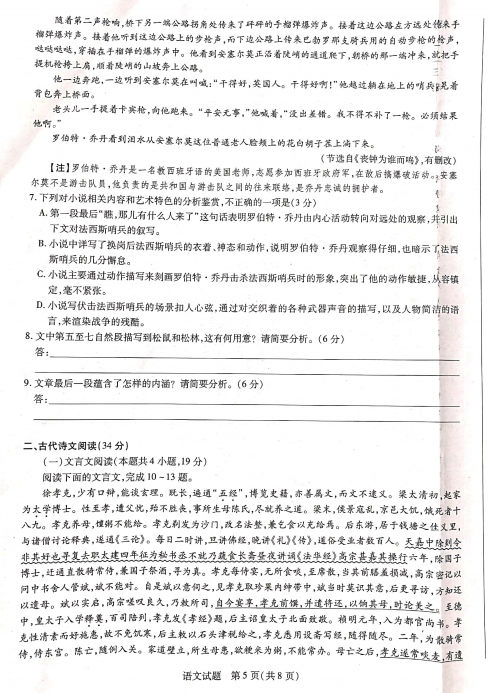 随着第二声枪响,桥下另一端公路拐角处传来了砰砰的手榴弹爆炸声。接着这边公路左方远处传来手
榴弹爆炸声。接着他听到这边公路上的步枪声,而下边公路上传来巴勃罗那支骑兵用的自动步枪的枪声,
哒哒哒哒,穿插在手榴弹的爆炸声中。他看到安塞尔莫正沿着陡峭的通道爬下,朝桥的那一端冲来,就把手
提机枪挎上肩,顺着陡峭的山坡奔上公路。
他一边奔跑,一边听到安塞尔莫在叫喊:“干得好,英国人。干得好啊!”他越过躺在地上的哨兵,晃着
背包奔上桥面。
老头儿一手提着卡宾枪,向他跑来。“平安无事,”他喊着,“没出差错。我不得不补了一枪。必须结果
他啊。”
罗伯特·乔丹看到泪水从安塞尔莫这位普通老人脸颊上的花白胡子茬上淌下来。
(节选自《丧钟为谁而鸣》,有删改)
【注】罗伯特·乔丹是一名教西班牙语的美国老师,志愿参加西班牙政府军,在敌后搞爆破活动。安塞
尔莫不是游击队员,他负责的是共和国与游击队之间的往来联络,是乔丹忠诚的拥护者。
7. 下列对小说相关内容和艺术特色的分析鉴赏,不正确的一项是(3分)
A. 第一段最后“瞧,那儿有什么人来了”这句话表明罗伯特·乔丹由内心活动转向对远处的观察,并引出
下文对法西斯哨兵的叙写。
B. 小说中详写了换岗后法西斯哨兵的衣着、神态和动作,说明罗伯特·乔丹观察得仔细,也暗示了法西
斯哨兵的几分懈怠。
C. 小说主要通过动作描写来刻画罗伯特·乔丹击杀法西斯哨兵时的形象,突出了他的动作敏捷,从容镇
定,毫不紧张。
D. 小说写伏击法西斯哨兵的场景扣人心弦,通过对交织着的各种武器声音的描写,以及人物简洁的语
言,来渲染战争的残酷。
8. 文中第五至七自然段描写到松鼠和松林,这有何用意?请简要分析。(6分)
答:
9. 文章最后一段蕴含了怎样的内涵?请简要分析。(6分)
答:
二、古代诗文阅读(34分)
(一)文言文阅读(本题共4小题,19分)
阅读下面的文言文,完成10~13题。
徐孝克,少有口辩,能谈玄理。既长,遍通“五经”,博览史籍,亦善属文,而文不逮义。梁太清初,起家
为太学博士。性至孝,遭父忧,殆不胜丧,事所生母陈氏,尽就养之道。梁末,侯景寇乱,京邑大饥,饿死者十
八九。孝克养母,饘粥不能给。孝克剃发为沙门,改名法整,兼乞食以充给焉。后东游,居于钱塘之佳义里,
与诸僧讨论释典,遂通《三论》。每日二时讲,旦讲佛经,晚讲《礼》《传》,道俗受业者数百人。天嘉中除剡令
非其好也寻复去职太建四年征为秘书丞不就乃蔬食长斋昼夜讲诵《法华经》高宗甚嘉其操行六年,除国子
博士,迁通直散骑常侍,兼国子祭酒,寻为真。孝克每侍宴,无所食啖,至席散,当其前膳羞损减,高宗密记以
问中书舍人管斌,斌不能对。自是斌以意伺之,见孝克取珍果内绅带中,斌当时莫识其意,后更寻访,方知还
以遗母。斌以实启,高宗嗟叹良久,乃敕所司,自今宴享,孝克前馔,并遣将还,以饷其母,时论美之。至德
中,皇太子入学释奠,百司陪列,孝克发《孝经》题,后主诏皇太子北面致敬。祯明元年,入为都官尚书。孝
克性清素而好施惠,故不免饥寒,后主敕以石头津税给之,孝克悉用设斋写经,随得随尽。二年,为散骑常
侍,侍东宫。陈亡,随例入关。家道壁立,所生母患,欲粳米为粥,不能常办。母亡之后,孝克遂常啖麦,有遗
语文试题 第5页(共8页)